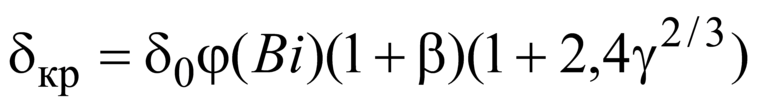 δкр = δ₀φ(Bi)(1 + β)(1 + 2,4γ^{2/3})